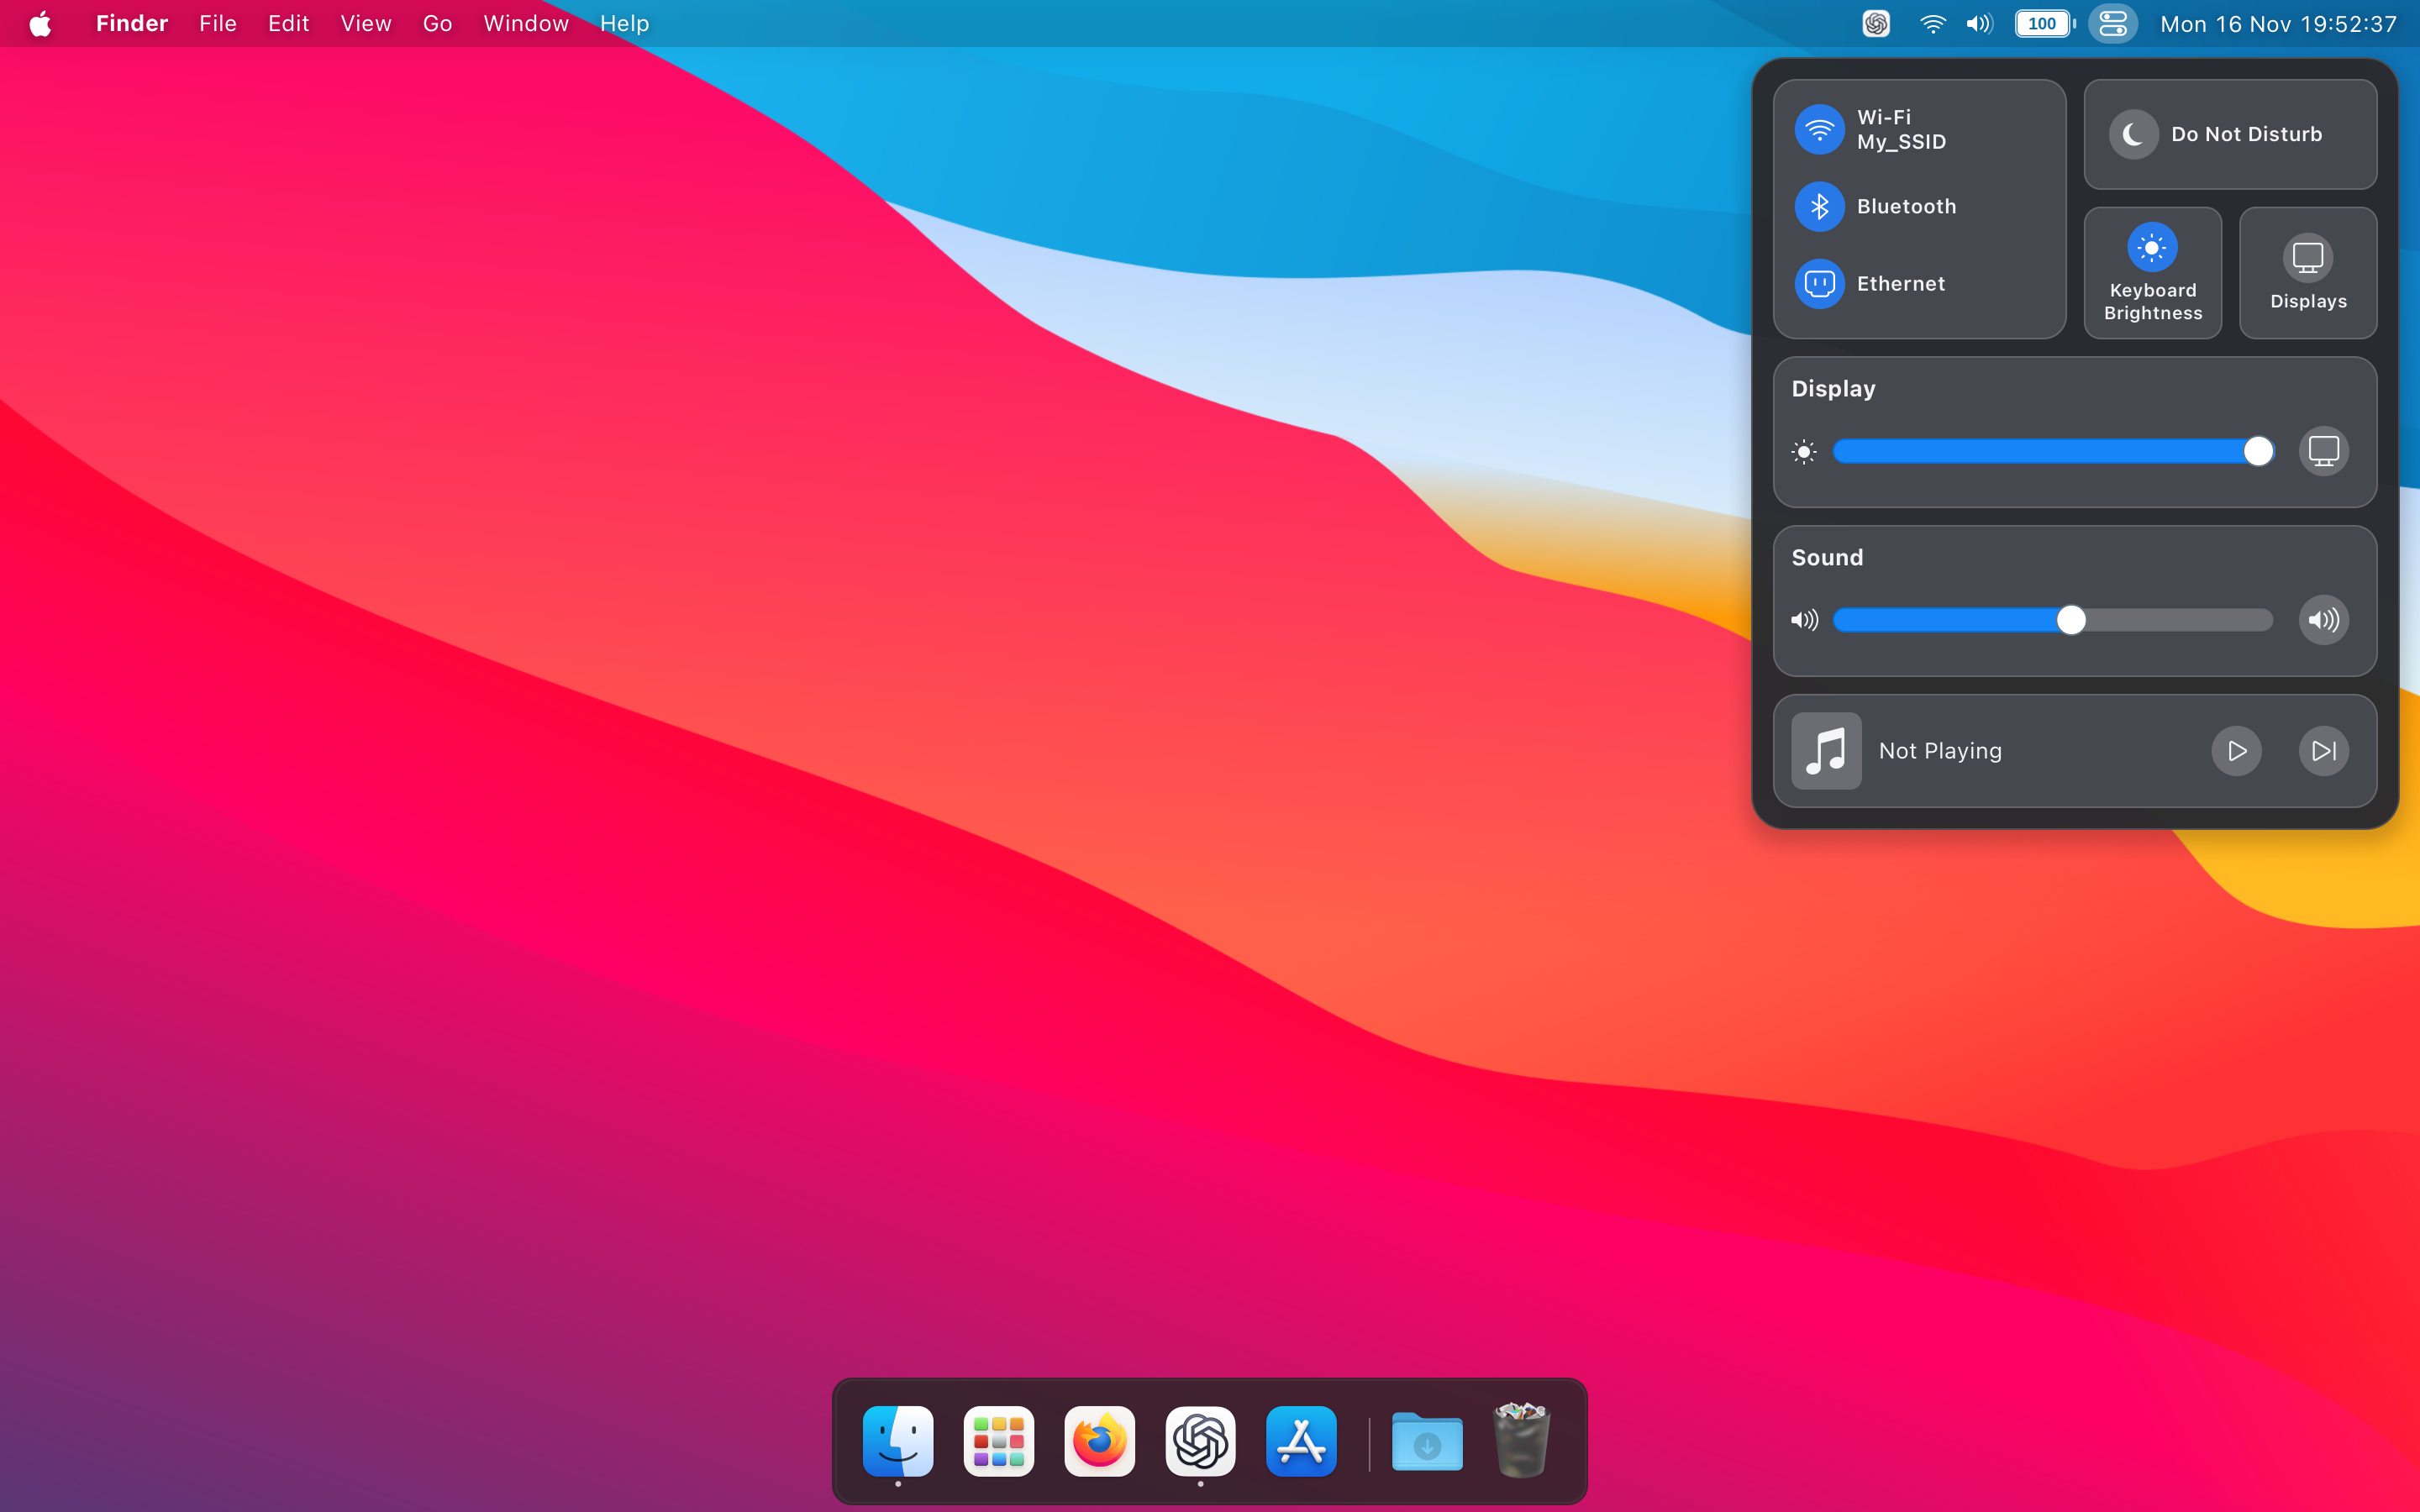 Finder File Edit View Go Window Help 100 Mon 16 Nov 19:52:37
Wi-Fi
My_SSID
Bluetooth
Ethernet
Do Not Disturb
Keyboard
Brightness
Displays
Display
Sound
Not Playing